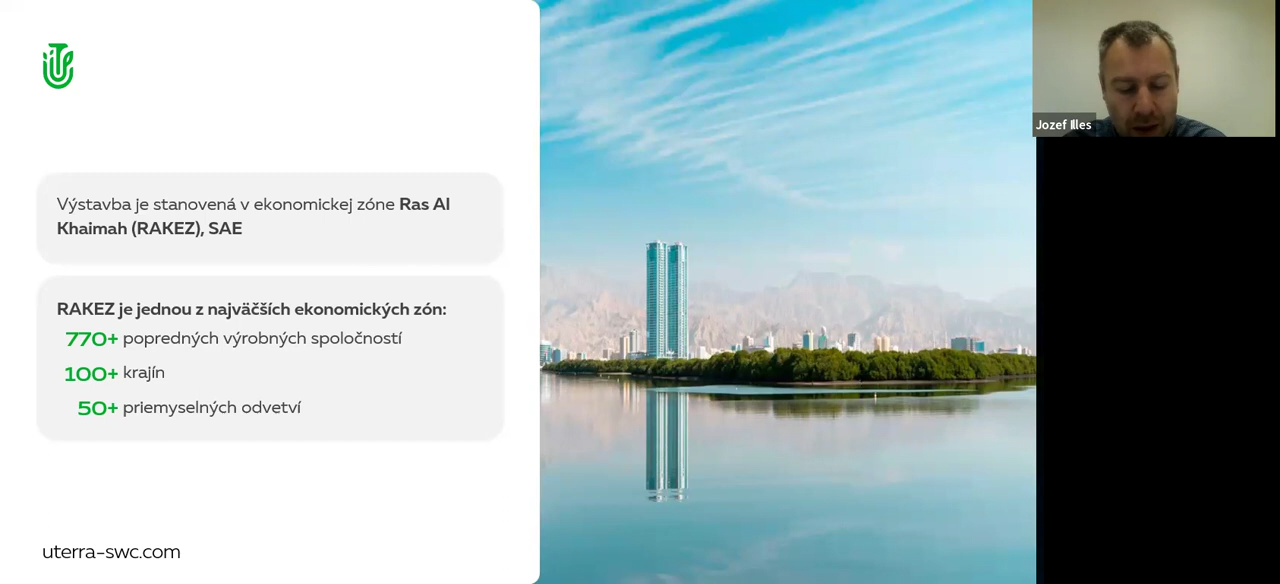 Výstavba je stanovená v ekonomickej zóne Ras Al
Khaimah (RAKEZ), SAE
RAKEZ je jednou z najväčších ekonomických zón:
770+ popredných výrobných spoločností
100+ krajín
50+ priemyselných odvetví
uterra-swc.com
Jozef Illes